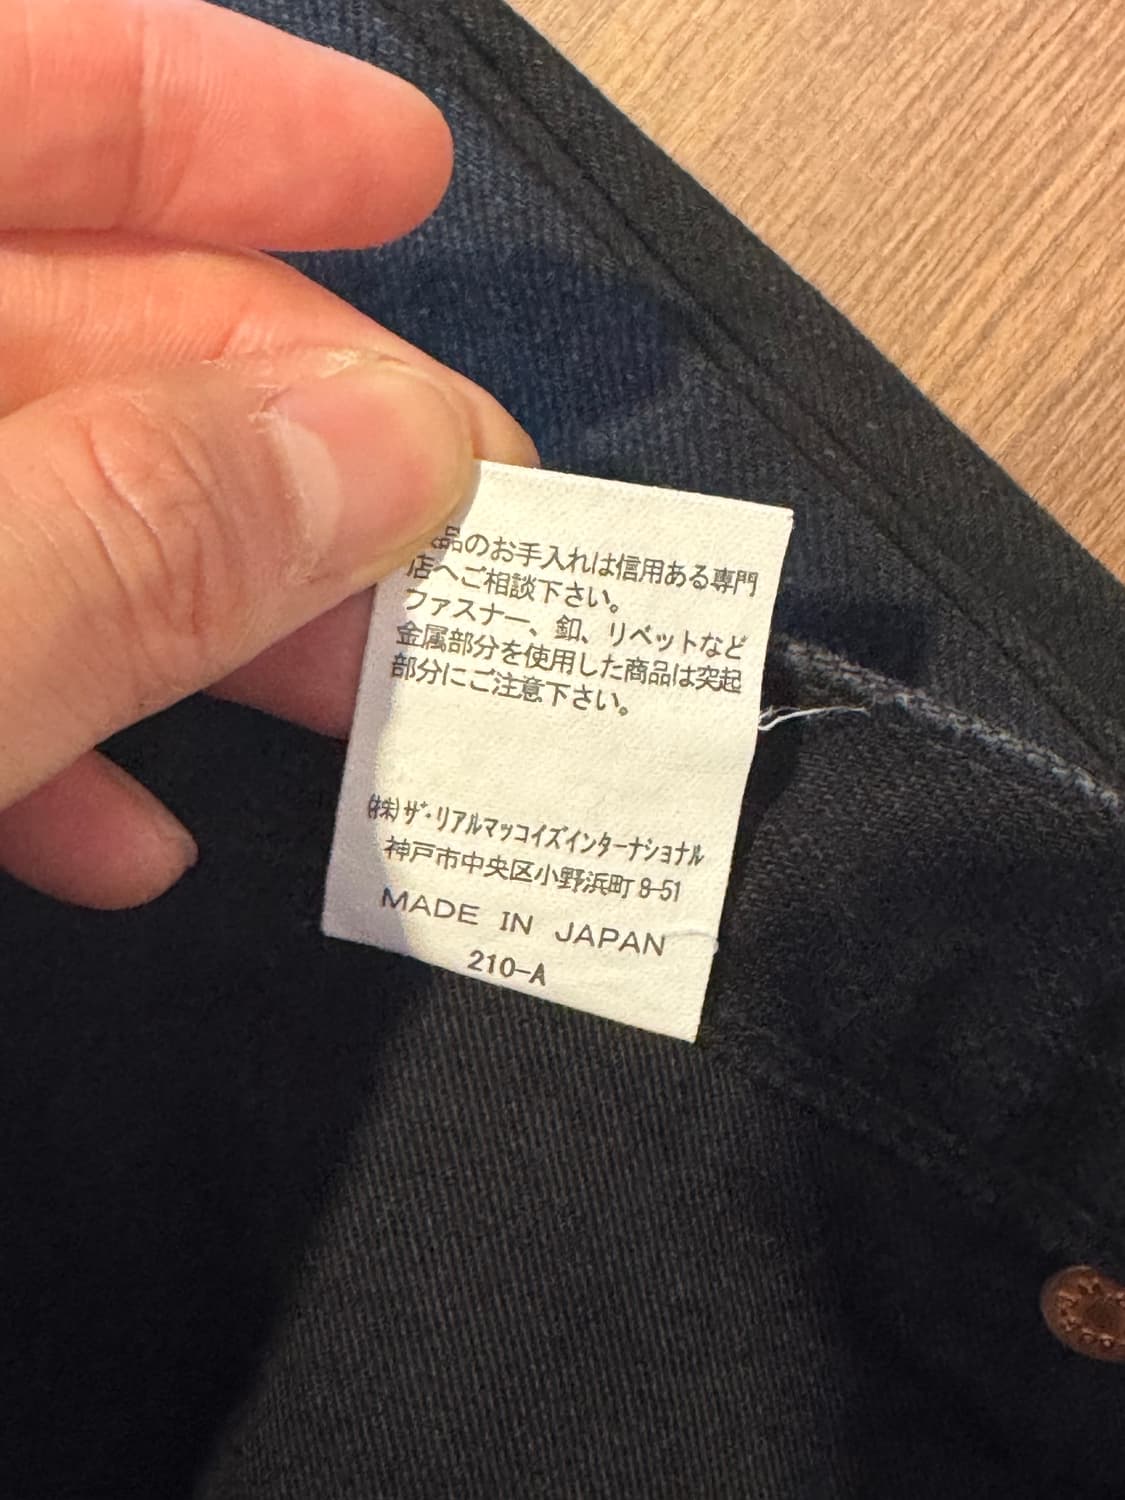 品のお手入れは信用ある専門
店へご相談下さい。
ファスナー、釦、リベットなど
金属部分を使用した商品は突起
部分にご注意下さい。
(株)ザ・リアルマッコイズインターナショナル
神戸市中央区小野浜町 9-51
MADE IN JAPAN
210-A